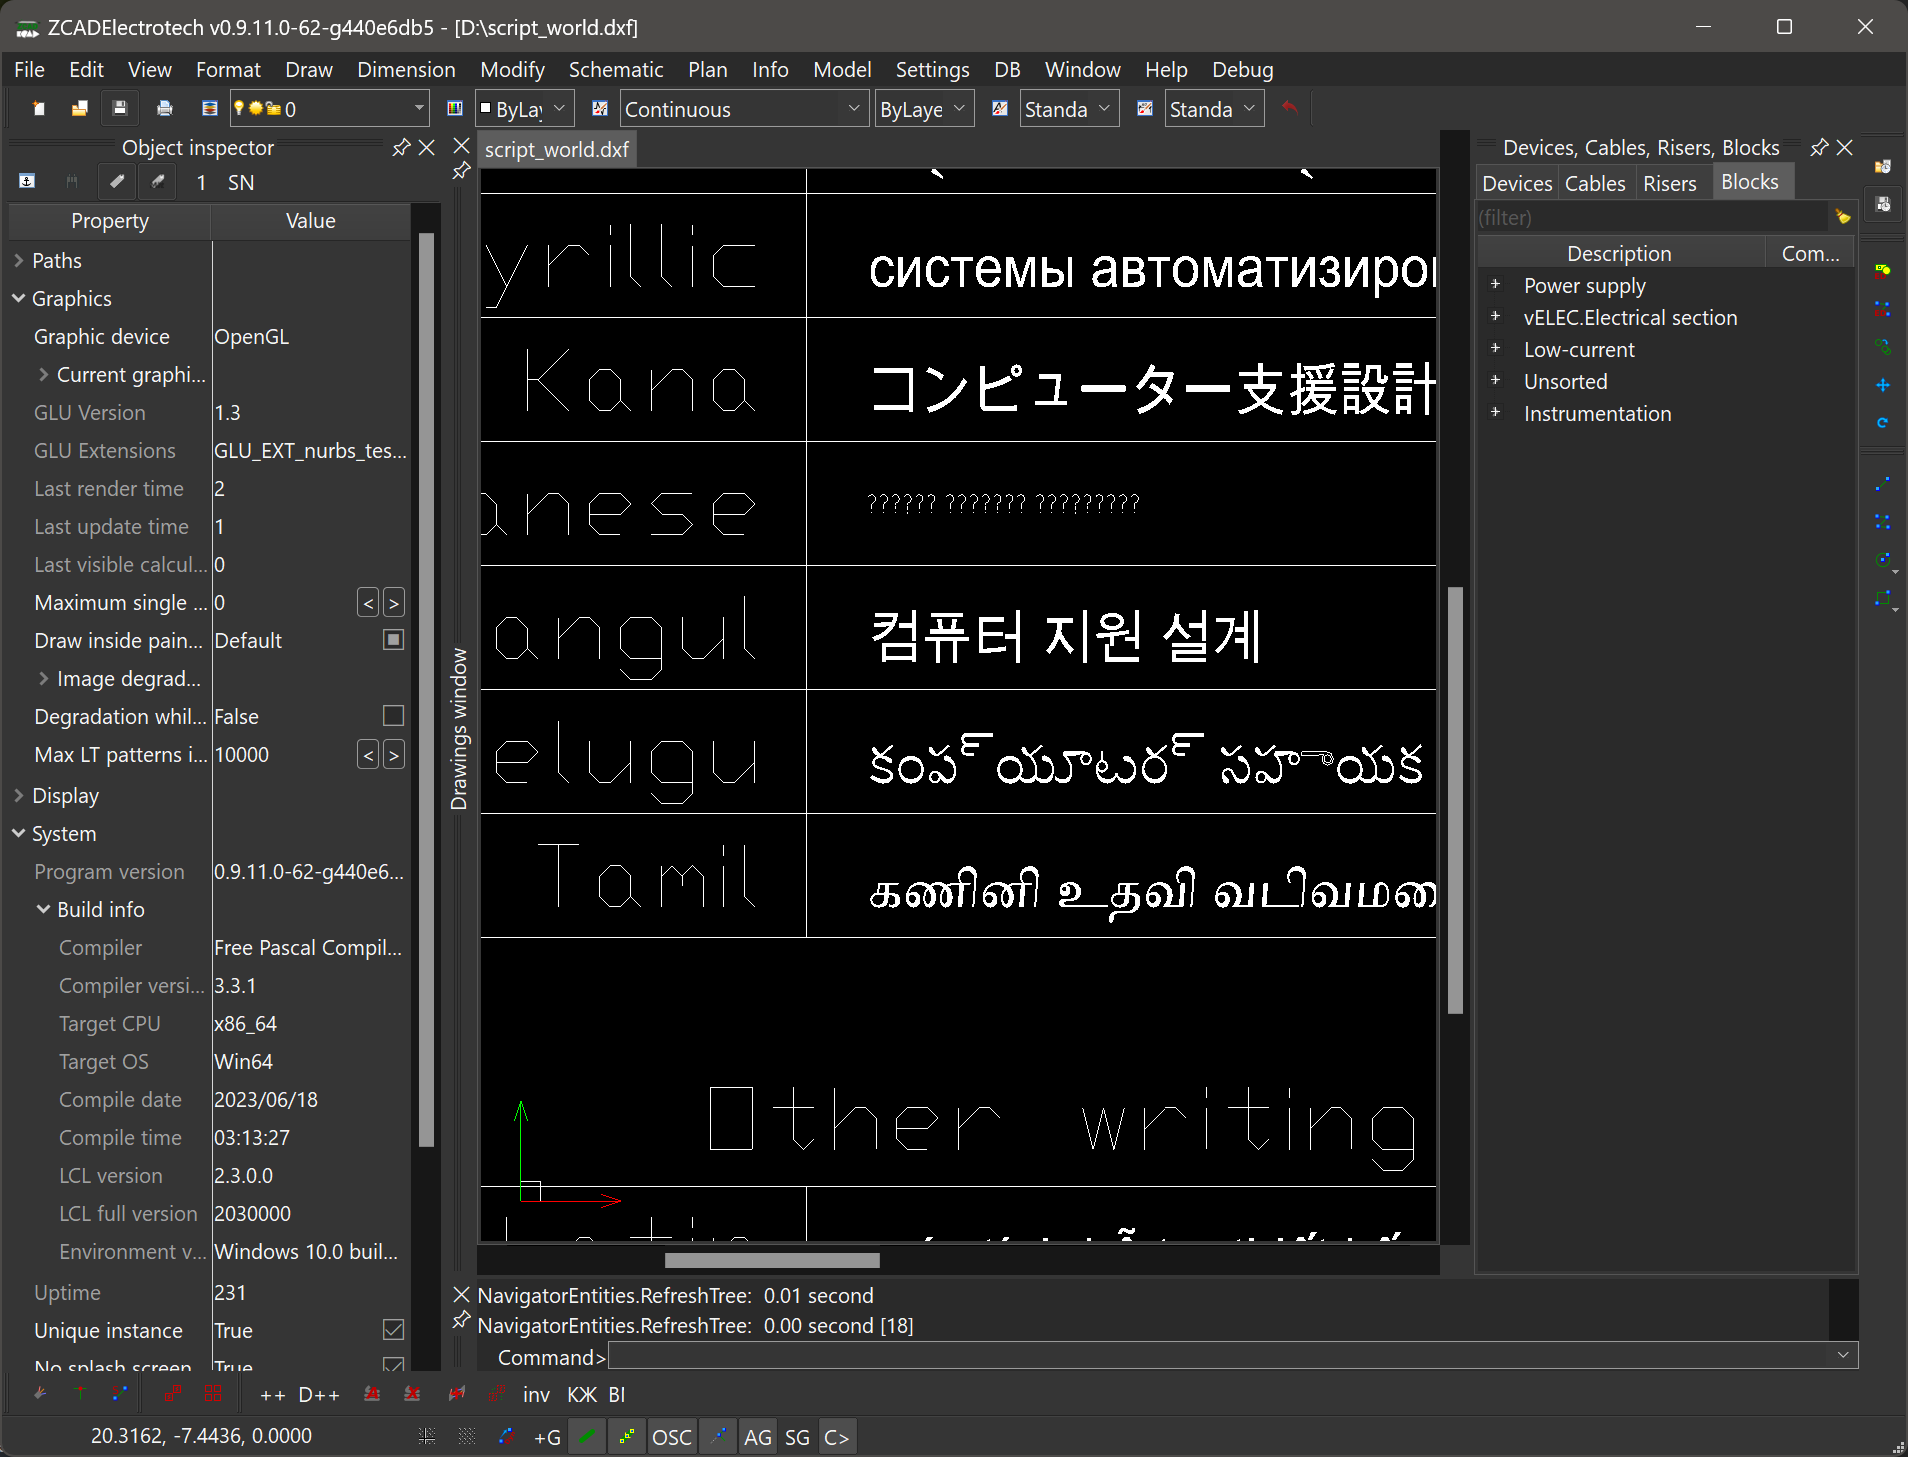 ZCADElectrotech v0.9.11.0-62-g440e6db5 - [D:\script_world.dxf]
File Edit View Format Draw Dimension Modify Schematic Plan Info Model Settings DB Window Help Debug
0 ByLay Continuous ByLaye Standa Standa
Object inspector
1 SN
Property Value
Paths
Graphics
Graphic device OpenGL
Current graphi...
GLU Version 1.3
GLU Extensions GLU_EXT_nurbs_tes...
Last render time 2
Last update time 1
Last visible calcul... 0
Maximum single ... 0 < >
Draw inside pain... Default
Image degrad...
Degradation whil... False
Max LT patterns i... 10000 < >
Display
System
Program version 0.9.11.0-62-g440e6...
Build info
Compiler Free Pascal Compil...
Compiler versi... 3.3.1
Target CPU x86_64
Target OS Win64
Compile date 2023/06/18
Compile time 03:13:27
LCL version 2.3.0.0
LCL full version 2030000
Environment v... Windows 10.0 buil...
Uptime 231
Unique instance True
No splash screen True
Drawings window
script_world.dxf
yrillic системы автоматизиро
Kana コンピューター支援設計
anese ?????? ??????? ?????????
angul 컴퓨터 지원 설계
elugu కంప్యూటర్ సహాయక
Tamil கணினி உதவி வடிவமை
ther writing
Devices, Cables, Risers, Blocks
Devices Cables Risers Blocks
(filter)
Description Com...
Power supply
vELEC.Electrical section
Low-current
Unsorted
Instrumentation
NavigatorEntities.RefreshTree: 0.01 second
NavigatorEntities.RefreshTree: 0.00 second [18]
Command>
++ D++ inv КЖ BI
20.3162, -7.4436, 0.0000 +G OSC AG SG C>